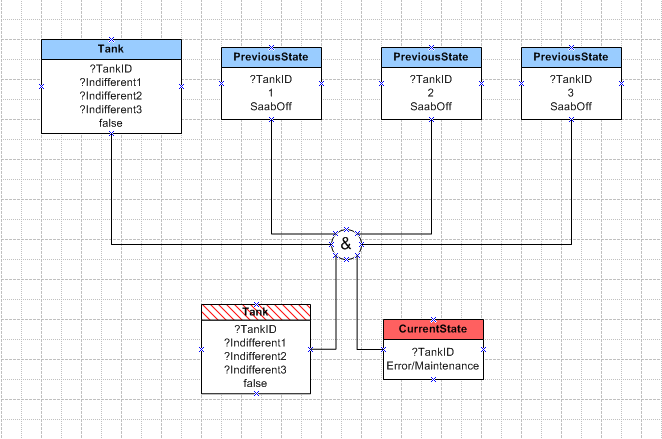 Tank
?TankID
?Indifferent1
?Indifferent2
?Indifferent3
false
PreviousState
?TankID
1
SaabOff
PreviousState
?TankID
2
SaabOff
PreviousState
?TankID
3
SaabOff
&
Tank
?TankID
?Indifferent1
?Indifferent2
?Indifferent3
false
CurrentState
?TankID
Error/Maintenance